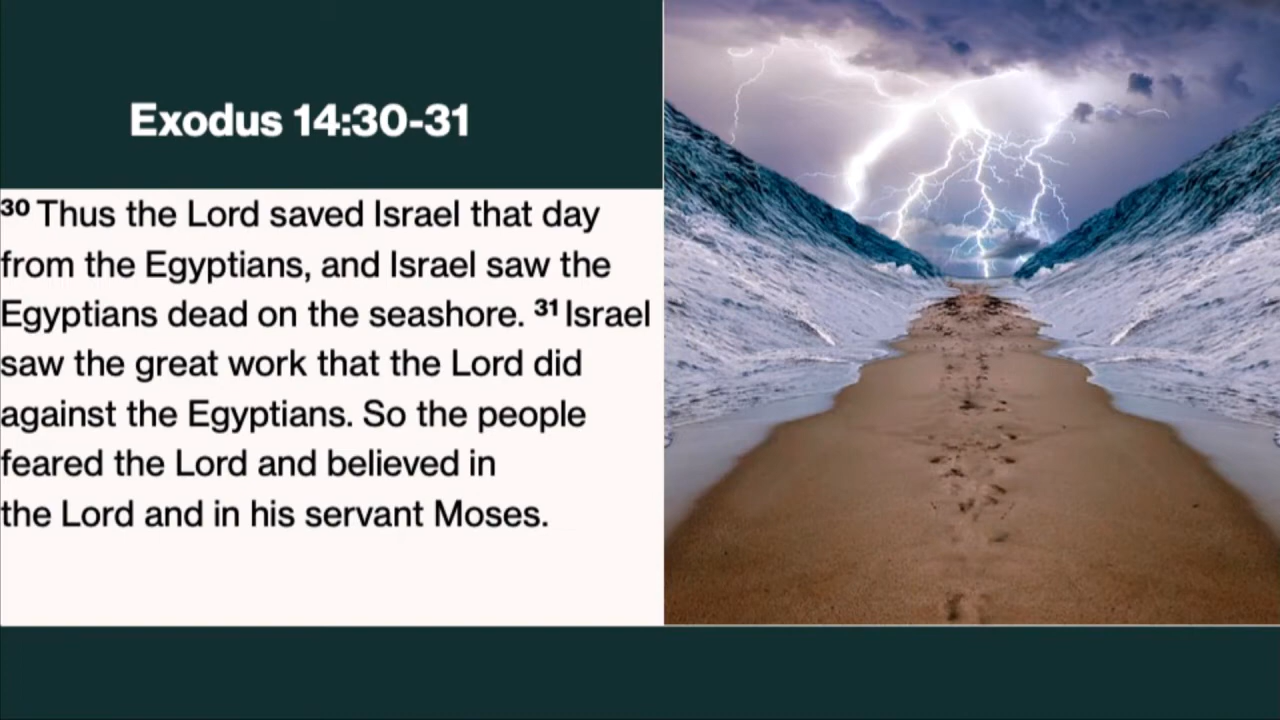 Exodus 14:30-31
³⁰ Thus the Lord saved Israel that day
from the Egyptians, and Israel saw the
Egyptians dead on the seashore. ³¹ Israel
saw the great work that the Lord did
against the Egyptians. So the people
feared the Lord and believed in
the Lord and in his servant Moses.